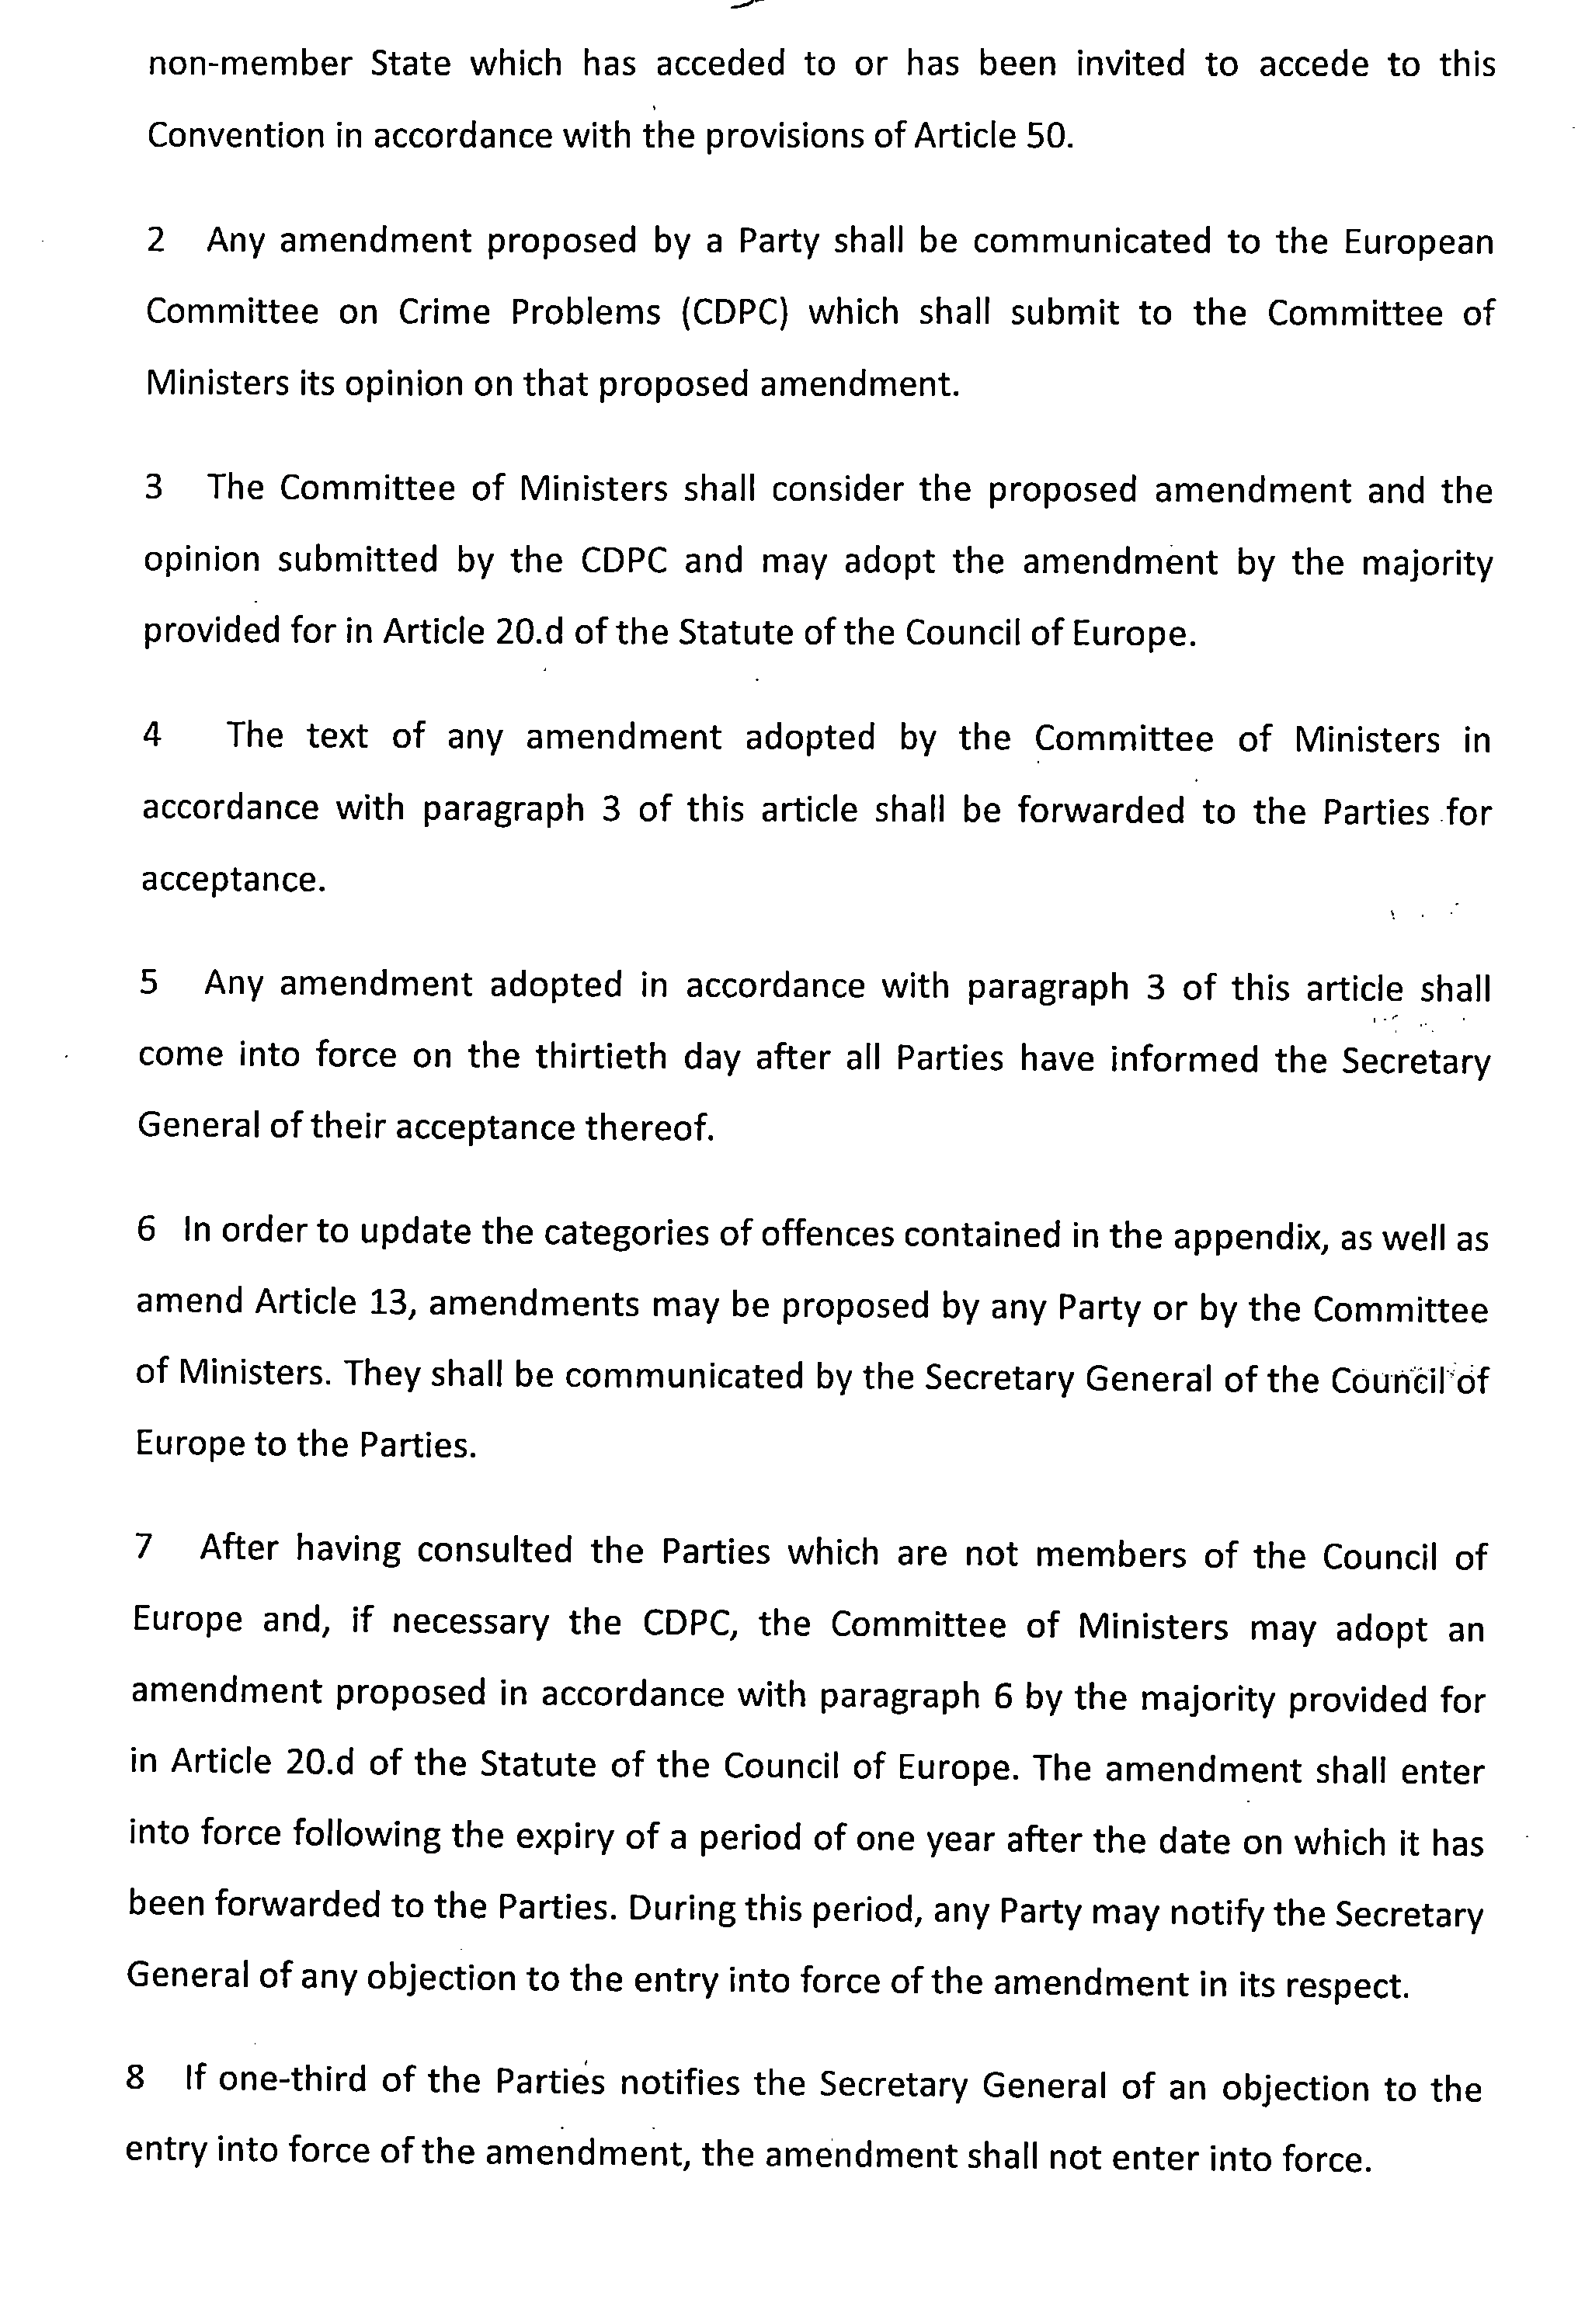 non-member State which has acceded to or has been invited to accede to this
Convention in accordance with the provisions of Article 50.
2 Any amendment proposed by a Party shall be communicated to the European
Committee on Crime Problems (CDPC) which shall submit to the Committee of
Ministers its opinion on that proposed amendment.
3 The Committee of Ministers shall consider the proposed amendment and the
opinion submitted by the CDPC and may adopt the amendment by the majority
provided for in Article 20.d of the Statute of the Council of Europe.
4 The text of any amendment adopted by the Committee of Ministers in
accordance with paragraph 3 of this article shall be forwarded to the Parties for
acceptance.
5 Any amendment adopted in accordance with paragraph 3 of this article shall
come into force on the thirtieth day after all Parties have informed the Secretary
General of their acceptance thereof.
6 In order to update the categories of offences contained in the appendix, as well as
amend Article 13, amendments may be proposed by any Party or by the Committee
of Ministers. They shall be communicated by the Secretary General of the Council of
Europe to the Parties.
7 After having consulted the Parties which are not members of the Council of
Europe and, if necessary the CDPC, the Committee of Ministers may adopt an
amendment proposed in accordance with paragraph 6 by the majority provided for
in Article 20.d of the Statute of the Council of Europe. The amendment shall enter
into force following the expiry of a period of one year after the date on which it has
been forwarded to the Parties. During this period, any Party may notify the Secretary
General of any objection to the entry into force of the amendment in its respect.
8 If one-third of the Parties notifies the Secretary General of an objection to the
entry into force of the amendment, the amendment shall not enter into force.